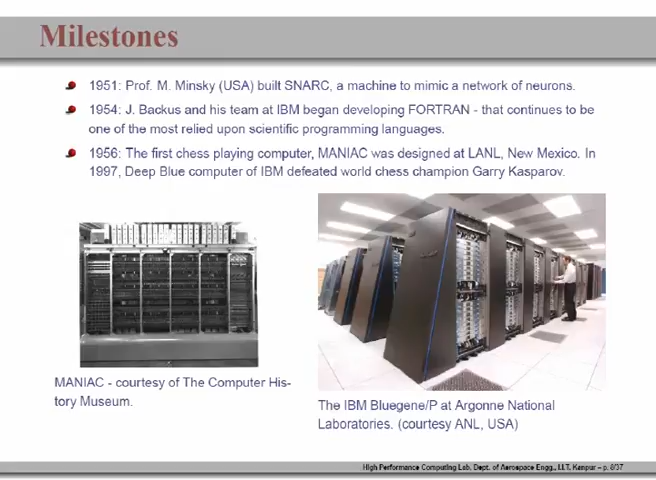 Milestones
1951: Prof. M. Minsky (USA) built SNARC, a machine to mimic a network of neurons.
1954: J. Backus and his team at IBM began developing FORTRAN - that continues to be
one of the most relied upon scientific programming languages.
1956: The first chess playing computer, MANIAC was designed at LANL, New Mexico. In
1997, Deep Blue computer of IBM defeated world chess champion Garry Kasparov.
MANIAC - courtesy of The Computer His-
tory Museum.
The IBM Bluegene/P at Argonne National
Laboratories. (courtesy ANL, USA)
High Performance Computing Lab. Dept. of Aerospace Engg., I.I.T. Kanpur – p. 8/37